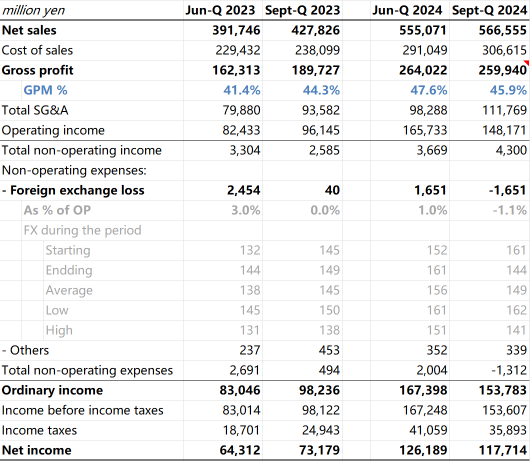 million yen Jun-Q 2023 Sept-Q 2023 Jun-Q 2024 Sept-Q 2024
Net sales 391,746 427,826 555,071 566,555
Cost of sales 229,432 238,099 291,049 306,615
Gross profit 162,313 189,727 264,022 259,940
GPM % 41.4% 44.3% 47.6% 45.9%
Total SG&A 79,880 93,582 98,288 111,769
Operating income 82,433 96,145 165,733 148,171
Total non-operating income 3,304 2,585 3,669 4,300
Non-operating expenses:
- Foreign exchange loss 2,454 40 1,651 -1,651
As % of OP 3.0% 0.0% 1.0% -1.1%
FX during the period
Starting 132 145 152 161
Endding 144 149 161 144
Average 138 145 156 149
Low 145 150 161 162
High 131 138 151 141
- Others 237 453 352 339
Total non-operating expenses 2,691 494 2,004 -1,312
Ordinary income 83,046 98,236 167,398 153,783
Income before income taxes 83,014 98,122 167,248 153,607
Income taxes 18,701 24,943 41,059 35,893
Net income 64,312 73,179 126,189 117,714